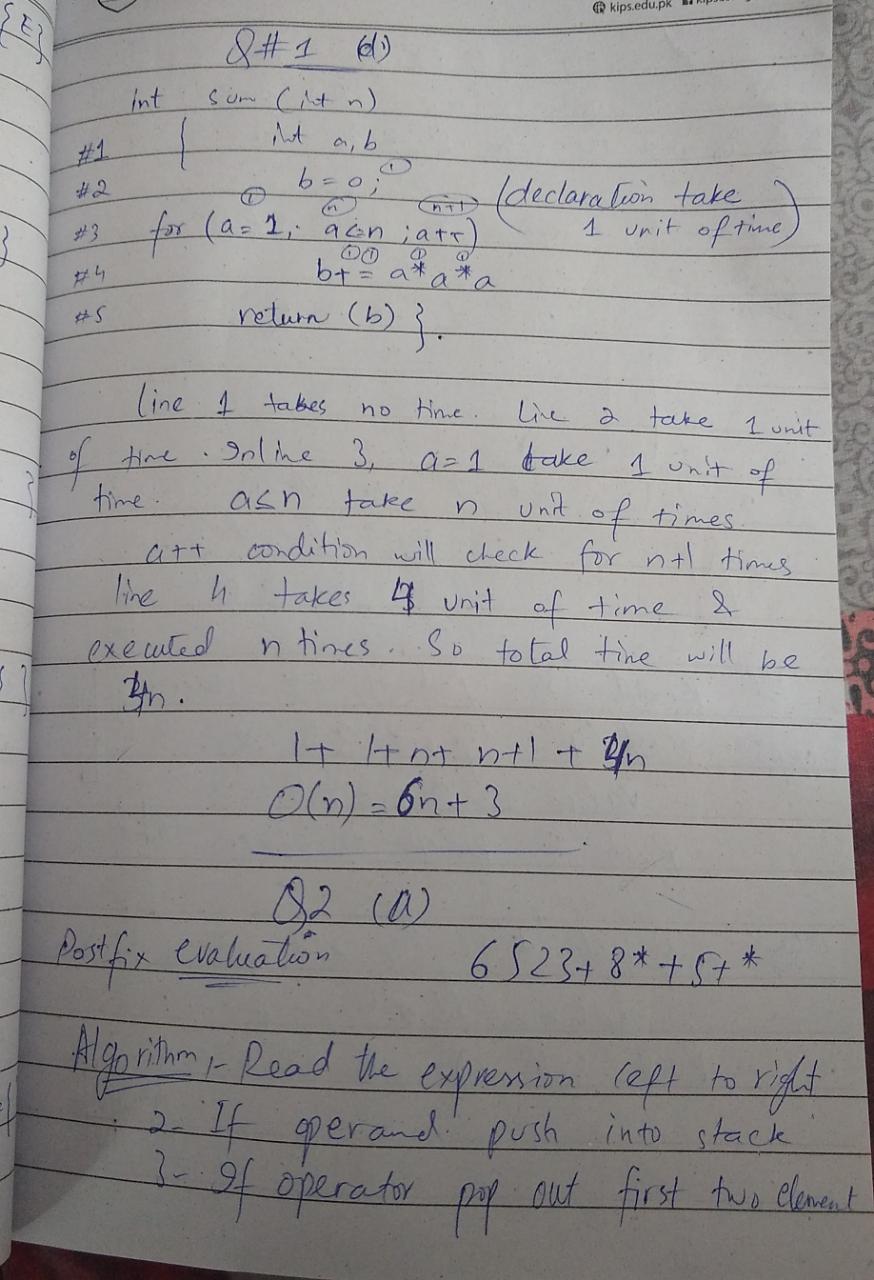 {E}
kips.edu.pk
Q#1 (d)
int sum (int n)
#1 { int a, b
#2 b = 0; 1
(declaration take
1 unit of time)
1 n n+1
#3 for (a = 1; a<=n ; a++)
1 1 1 1
#4 b+ = a*a*a
#5 return (b) }.
line 1 takes no time. Line 2 take 1 unit
of time. In line 3, a=1 take 1 unit of
time. a≤n take n unit of times.
a++ condition will check for n+1 times
line 4 takes 4 unit of time &
executed n times. So total time will be
4n.
1+ 1+n+ n+1 + 4n
O(n) = 6n+3
Q2 (a)
Postfix evaluation 6523+8*+5+*
Algorithm 1- Read the expression left to right
2- If operand push into stack
3- If operator pop out first two element